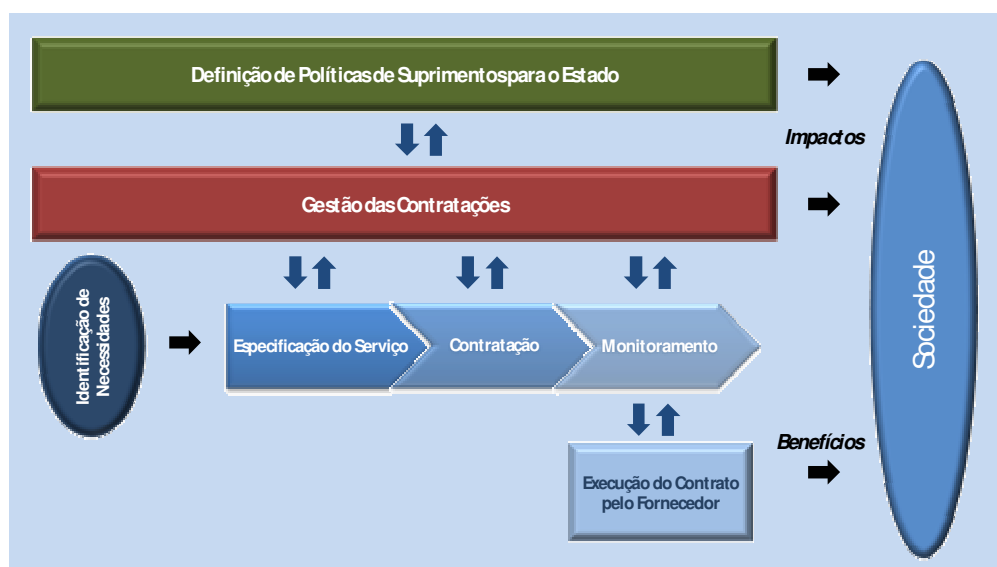 Definição de Políticas de Suprimentos para o Estado
Impactos
Gestão das Contratações
Identificação de
Necessidades
Especificação do Serviço
Contratação
Monitoramento
Sociedade
Benefícios
Execução do Contrato
pelo Fornecedor